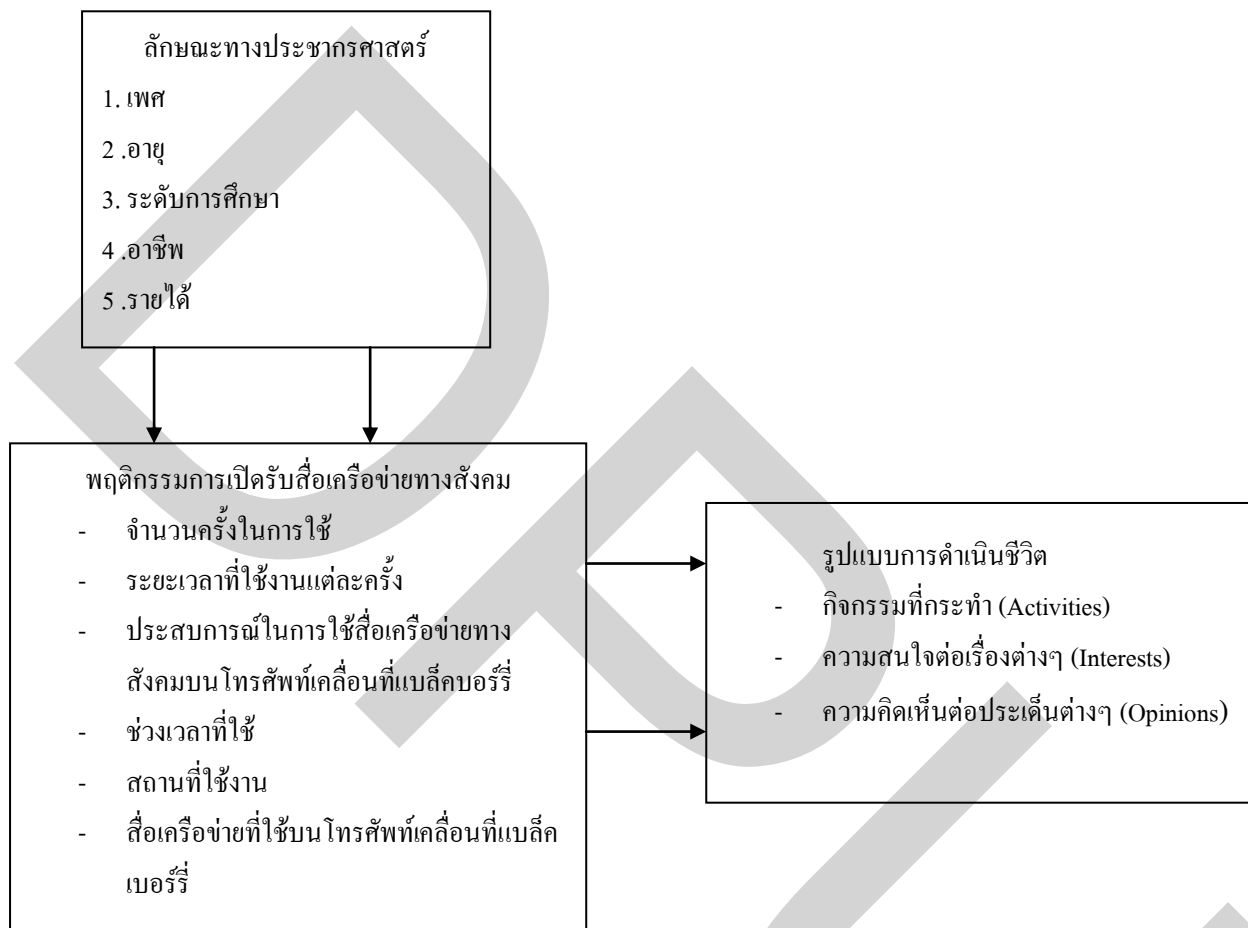 ลักษณะทางประชากรศาสตร์
1. เพศ
2 .อายุ
3. ระดับการศึกษา
4 .อาชีพ
5 .รายได้
พฤติกรรมการเปิดรับสื่อเครือข่ายทางสังคม
- จำนวนครั้งในการใช้
- ระยะเวลาที่ใช้งานแต่ละครั้ง
- ประสบการณ์ในการใช้สื่อเครือข่ายทาง
สังคมบนโทรศัพท์เคลื่อนที่แบล็คบอร์รี่
- ช่วงเวลาที่ใช้
- สถานที่ใช้งาน
- สื่อเครือข่ายที่ใช้บนโทรศัพท์เคลื่อนที่แบล็ค
เบอร์รี่
รูปแบบการดำเนินชีวิต
- กิจกรรมที่กระทำ (Activities)
- ความสนใจต่อเรื่องต่างๆ (Interests)
- ความคิดเห็นต่อประเด็นต่างๆ (Opinions)